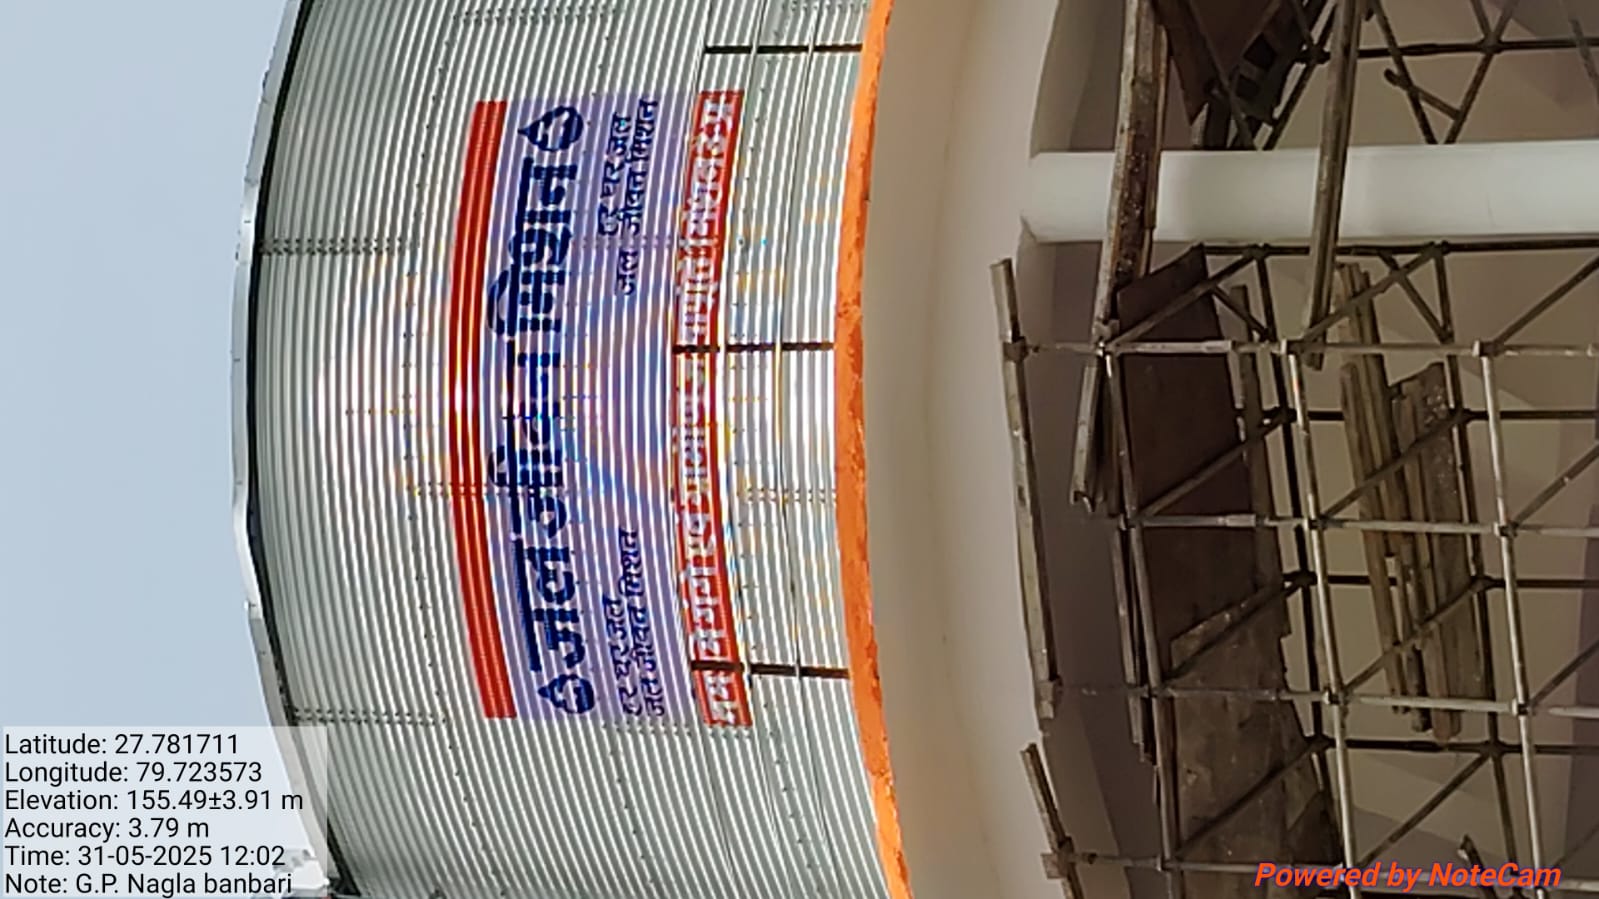 जल जीवन मिशन
हर घर जल
जल जीवन मिशन
हर घर जल
जल जीवन मिशन
Latitude: 27.781711
Longitude: 79.723573
Elevation: 155.49±3.91 m
Accuracy: 3.79 m
Time: 31-05-2025 12:02
Note: G.P. Nagla banbari
Powered by NoteCam